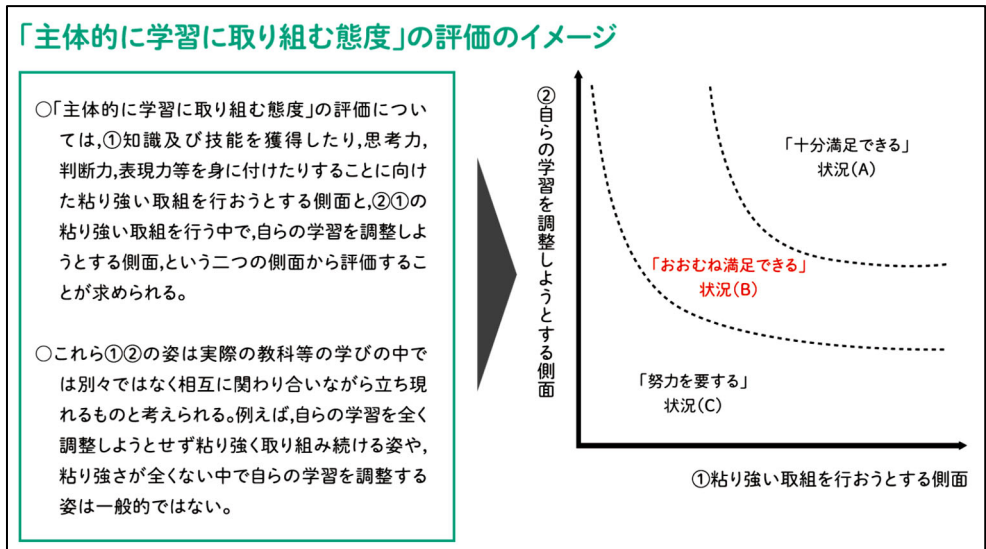 「主体的に学習に取り組む態度」の評価のイメージ
○「主体的に学習に取り組む態度」の評価につい
ては,①知識及び技能を獲得したり,思考力,
判断力,表現力等を身に付けたりすることに向け
た粘り強い取組を行おうとする側面と,②①の
粘り強い取組を行う中で,自らの学習を調整しよ
うとする側面,という二つの側面から評価するこ
とが求められる。
○これら①②の姿は実際の教科等の学びの中で
は別々ではなく相互に関わり合いながら立ち現
れるものと考えられる。例えば,自らの学習を全く
調整しようとせず粘り強く取り組み続ける姿や,
粘り強さが全くない中で自らの学習を調整する
姿は一般的ではない。
②自らの学習を調整しようとする側面
「十分満足できる」
状況(A)
「おおむね満足できる」
状況(B)
「努力を要する」
状況(C)
①粘り強い取組を行おうとする側面